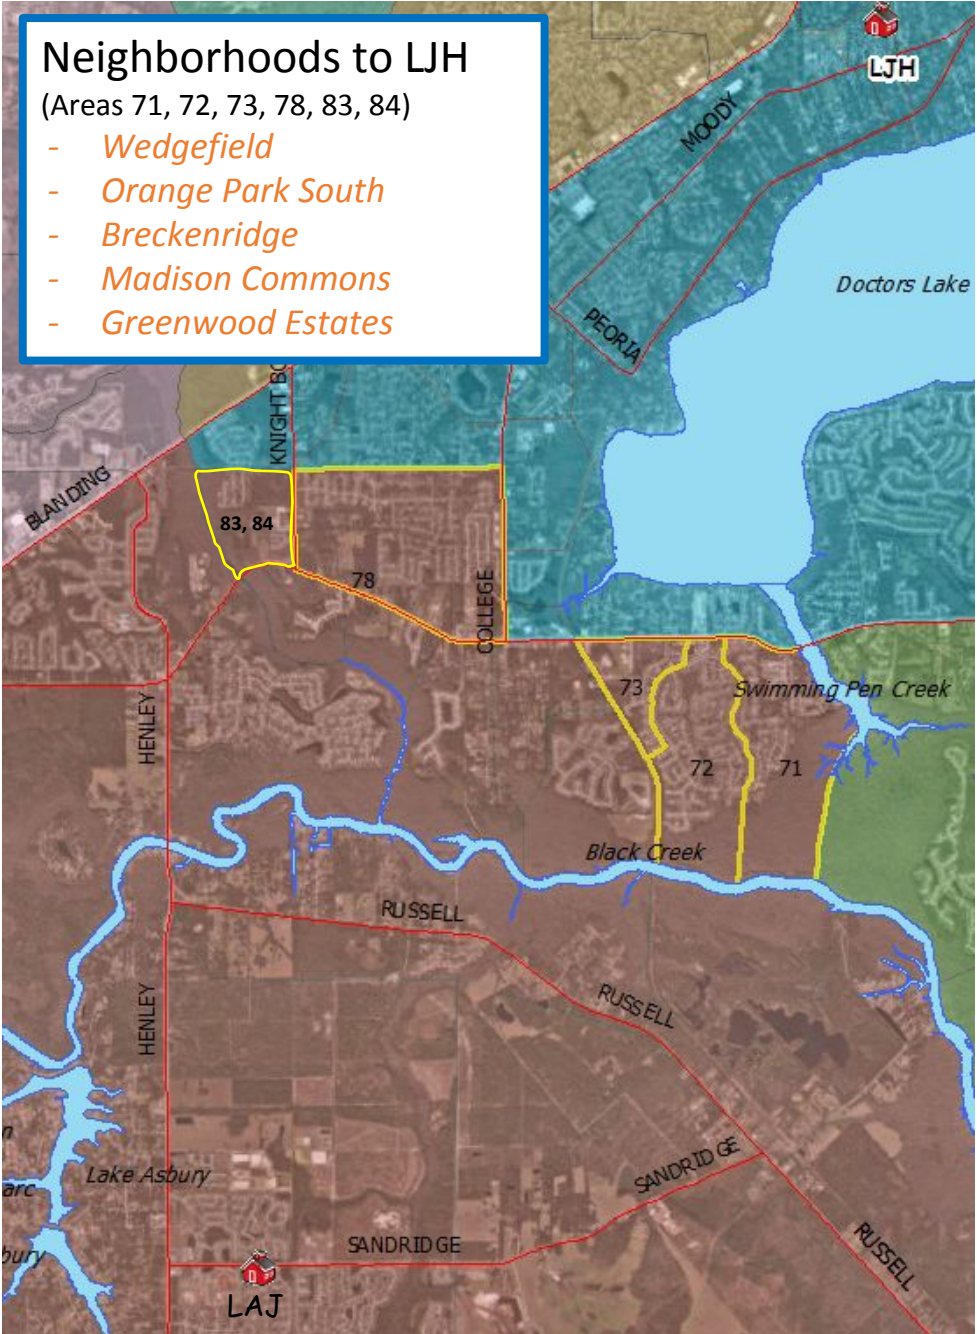 Neighborhoods to LJH
(Areas 71, 72, 73, 78, 83, 84)
- Wedgefield
- Orange Park South
- Breckenridge
- Madison Commons
- Greenwood Estates
LJH
MOODY
Doctors Lake
PEORIA
KNIGHT BO
BLANDING
83, 84
78
COLLEGE
73
Swimming Pen Creek
HENLEY
72
71
Black Creek
RUSSELL
HENLEY
RUSSELL
n
SANDRIDGE
Lake Asbury
arc
SANDRIDGE
bury
RUSSELL
LAJ